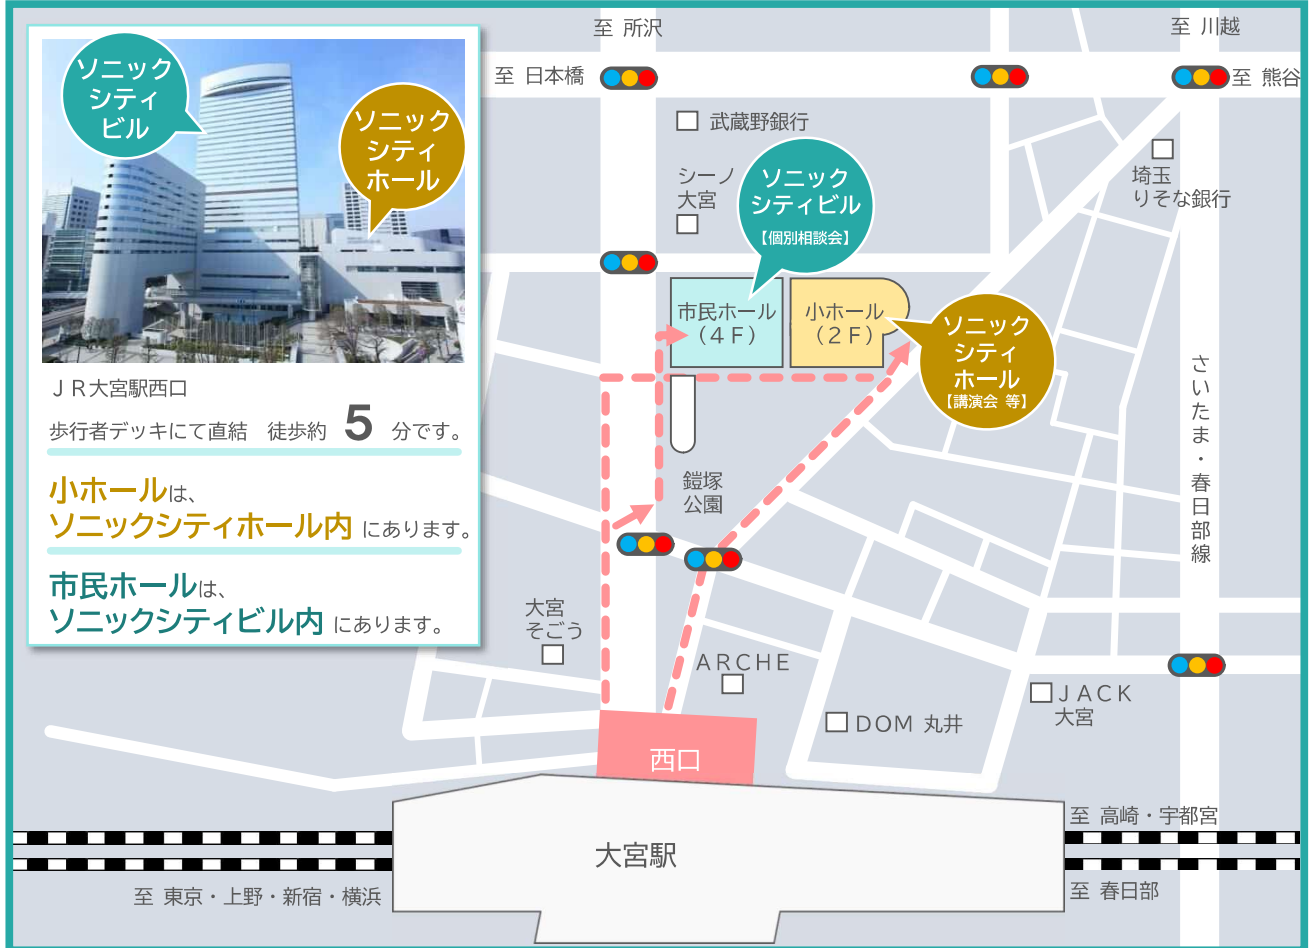 ソニック
シティ
ビル
ソニック
シティ
ホール
ＪＲ大宮駅西口
歩行者デッキにて直結　徒歩約 5 分です。
小ホールは、
ソニックシティホール内 にあります。
市民ホールは、
ソニックシティビル内 にあります。
至 所沢
至 川越
至 日本橋
至 熊谷
武蔵野銀行
シーノ
大宮
ソニック
シティビル
【個別相談会】
埼玉
りそな銀行
市民ホール
（４Ｆ）
小ホール
（２Ｆ）
ソニック
シティ
ホール
【講演会 等】
さいたま・春日部線
鎧塚
公園
大宮
そごう
ＡＲＣＨＥ
ＤＯＭ 丸井
ＪＡＣＫ
大宮
西口
大宮駅
至 高崎・宇都宮
至 春日部
至 東京・上野・新宿・横浜